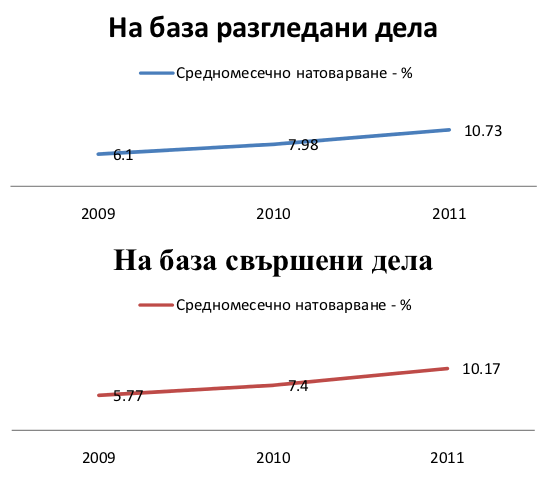 На база разгледани дела
Средномесечно натоварване - %
6.1
7.98
10.73
2009 2010 2011
На база свършени дела
Средномесечно натоварване - %
5.77
7.4
10.17
2009 2010 2011